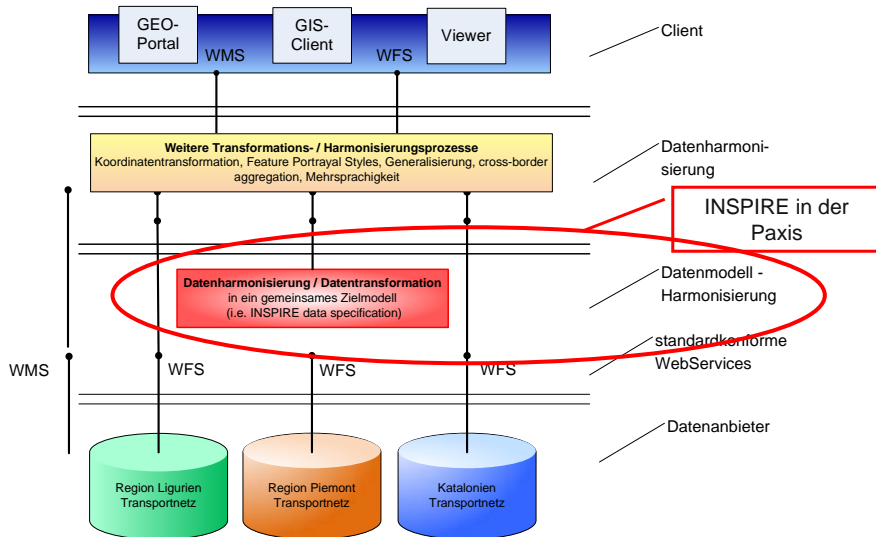 GEO-
Portal
GIS-
Client
Viewer
WMS
WFS
Client
Weitere Transformations- / Harmonisierungsprozesse
Koordinatentransformation, Feature Portrayal Styles, Generalisierung, cross-border
aggregation, Mehrsprachigkeit
Datenharmoni-
sierung
INSPIRE in der
Paxis
Datenharmonisierung / Datentransformation
in ein gemeinsames Zielmodell
(i.e. INSPIRE data specification)
Datenmodell -
Harmonisierung
standardkonforme
WebServices
WMS
WFS
WFS
WFS
Datenanbieter
Region Ligurien
Transportnetz
Region Piemont
Transportnetz
Katalonien
Transportnetz